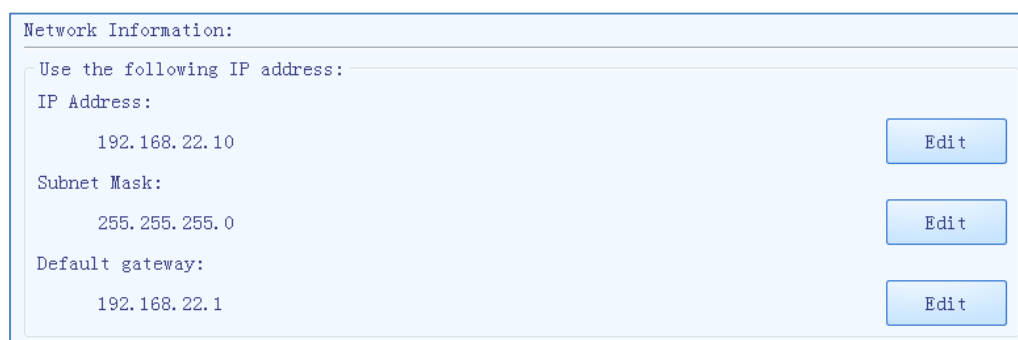 Network Information:
Use the following IP address:
IP Address:
192.168.22.10
Edit
Subnet Mask:
255.255.255.0
Edit
Default gateway:
192.168.22.1
Edit